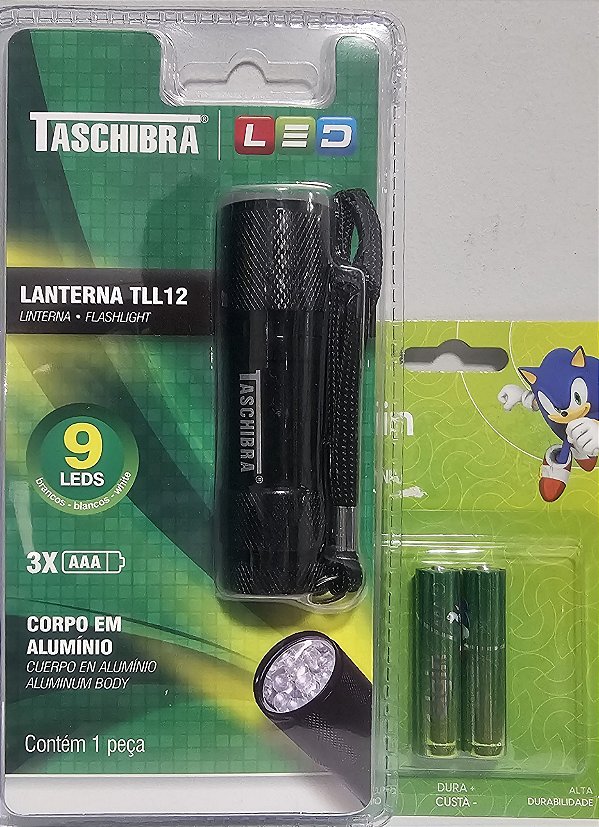 TASCHIBRA® LED
LANTERNA TLL12
LINTERNA • FLASHLIGHT
TASCHIBRA®
9
LEDS
brancos - blancos - white
3X AAA
CORPO EM
ALUMÍNIO
CUERPO EN ALUMÍNIO
ALUMINUM BODY
Contém 1 peça
in
DURA +
CUSTA -
ALTA
DURABILIDADE